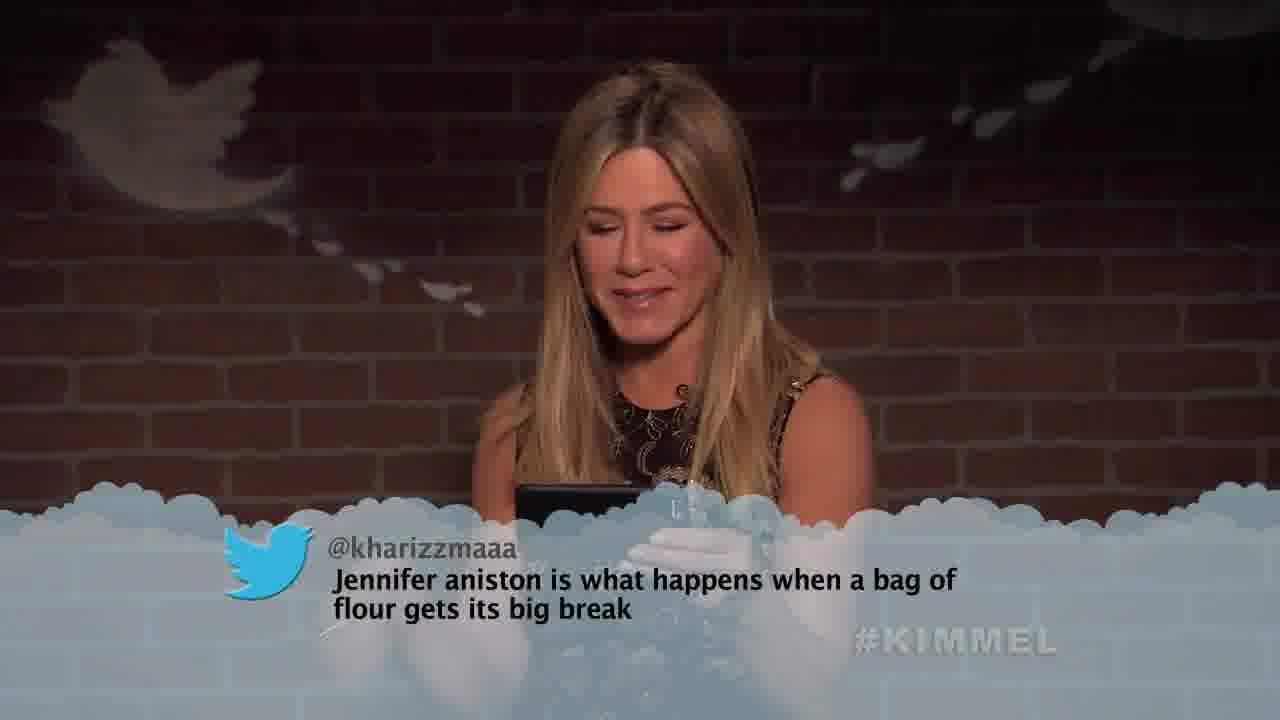 @kharizzmaaa
Jennifer aniston is what happens when a bag of
flour gets its big break
#KIMMEL